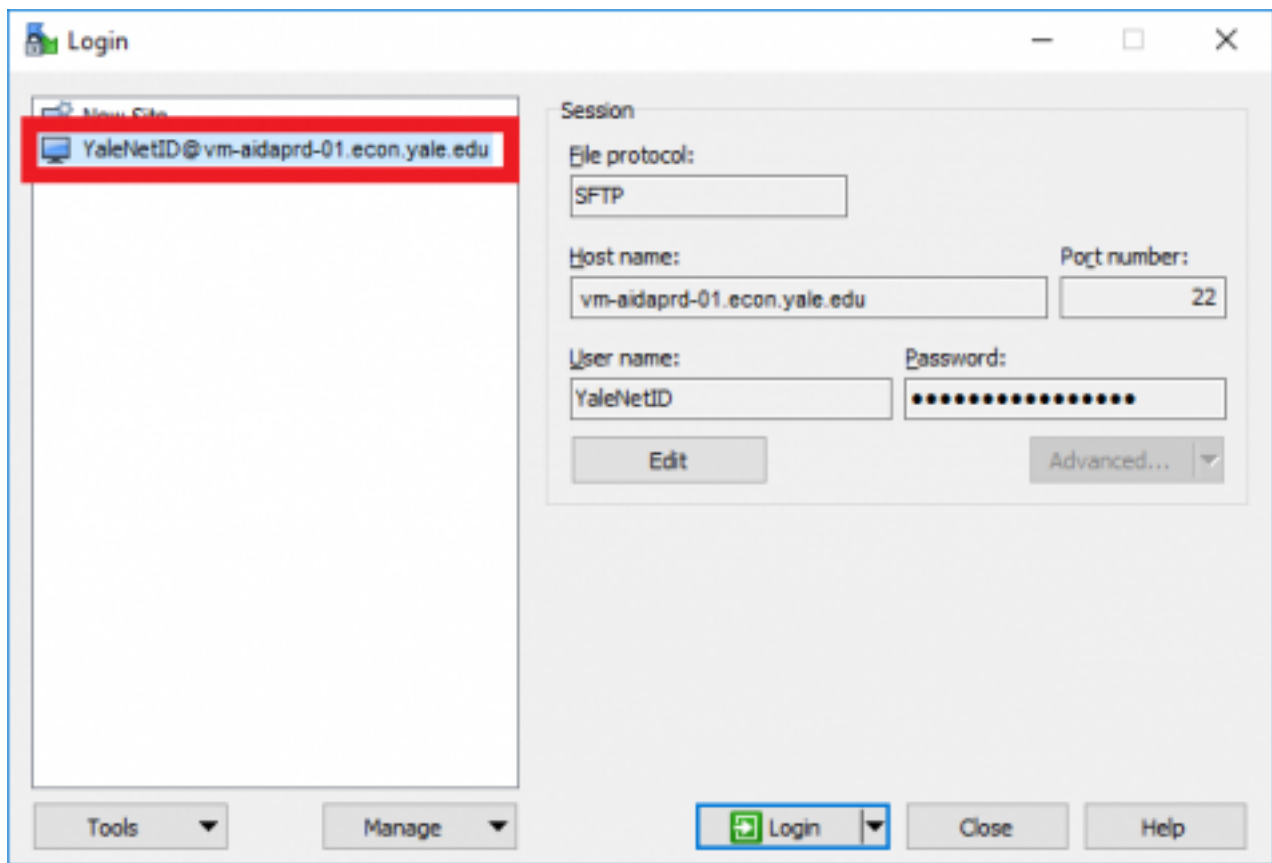 Login
New Site
YaleNetID@vm-aidaprd-01.econ.yale.edu
Session
File protocol:
SFTP
Host name: Port number:
vm-aidaprd-01.econ.yale.edu 22
User name: Password:
YaleNetID ••••••••••••••••
Edit Advanced...
Tools Manage Login Close Help